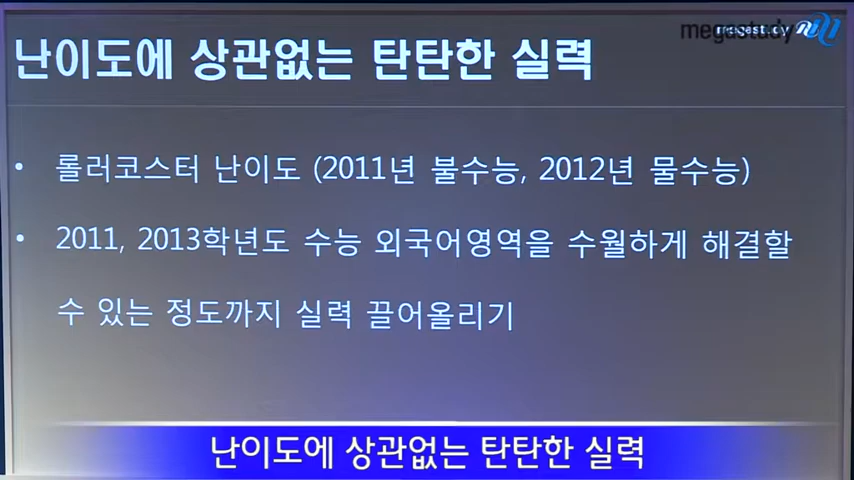 megastudy
난이도에 상관없는 탄탄한 실력
• 롤러코스터 난이도 (2011년 불수능, 2012년 물수능)
• 2011, 2013학년도 수능 외국어영역을 수월하게 해결할
수 있는 정도까지 실력 끌어올리기
난이도에 상관없는 탄탄한 실력